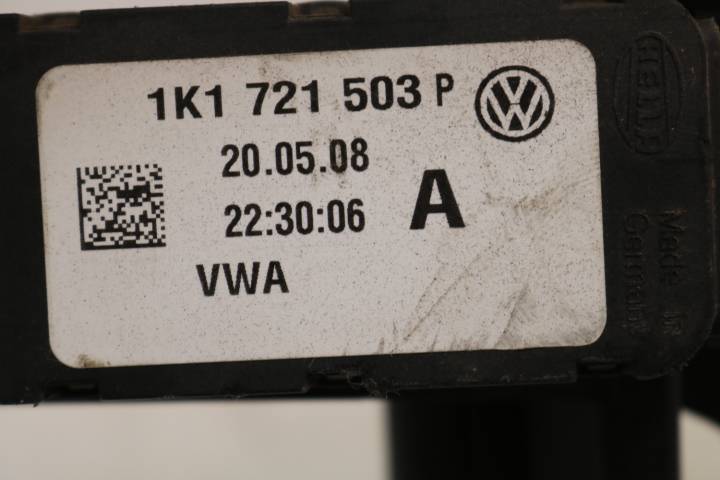 1K1 721 503 P
20.05.08
22:30:06 A
VWA
HELLA
Made in
Germany